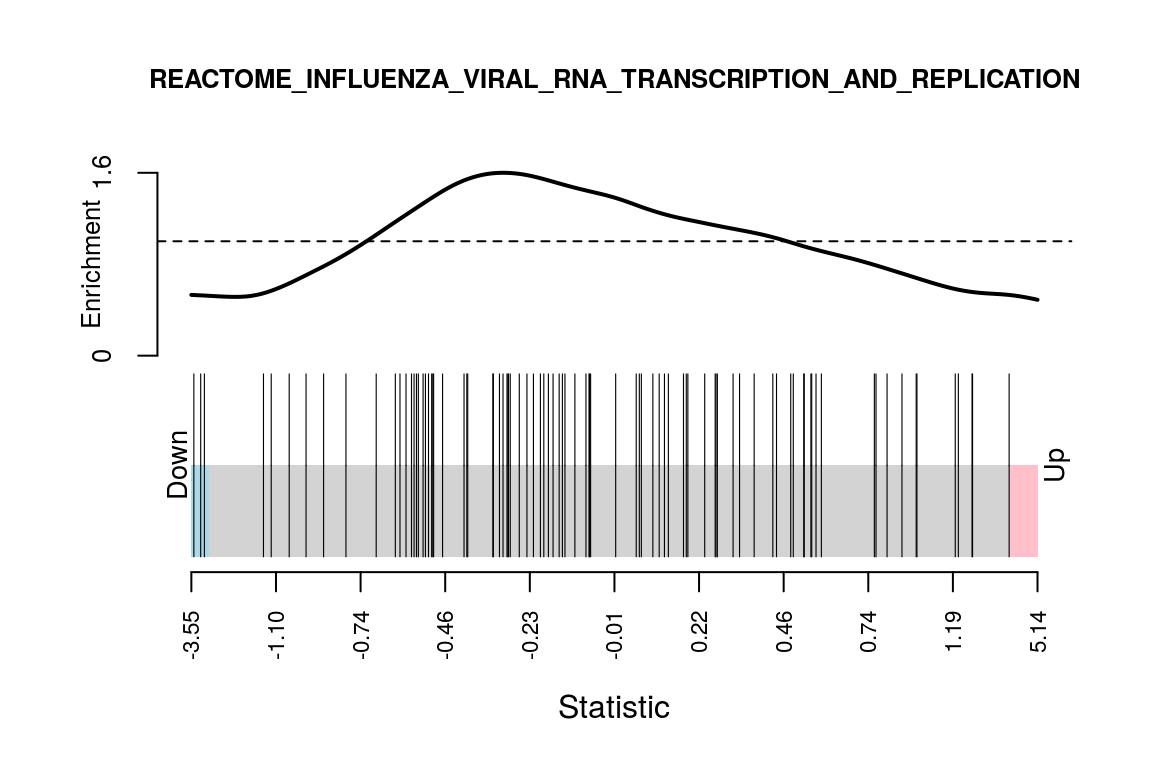 REACTOME_INFLUENZA_VIRAL_RNA_TRANSCRIPTION_AND_REPLICATION
1.6
Enrichment
0
Down
Up
-3.55
-1.10
-0.74
-0.46
-0.23
-0.01
0.22
0.46
0.74
1.19
5.14
Statistic